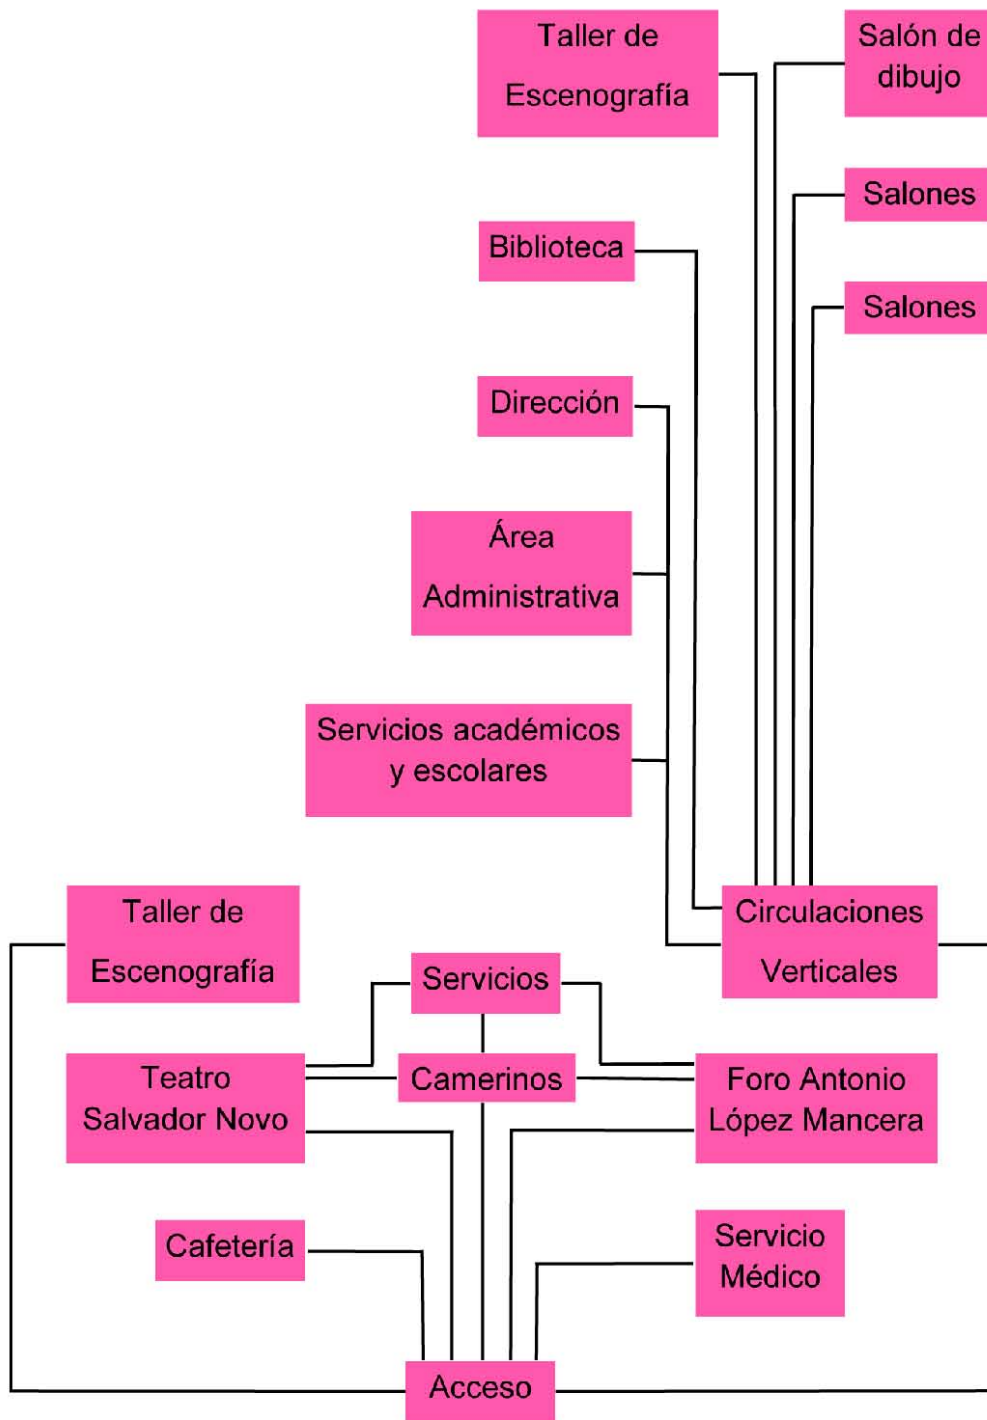 Taller de
Escenografía
Salón de
dibujo
Salones
Biblioteca
Salones
Dirección
Área
Administrativa
Servicios académicos
y escolares
Taller de
Escenografía
Circulaciones
Verticales
Servicios
Teatro
Salvador Novo
Camerinos
Foro Antonio
López Mancera
Cafetería
Servicio
Médico
Acceso